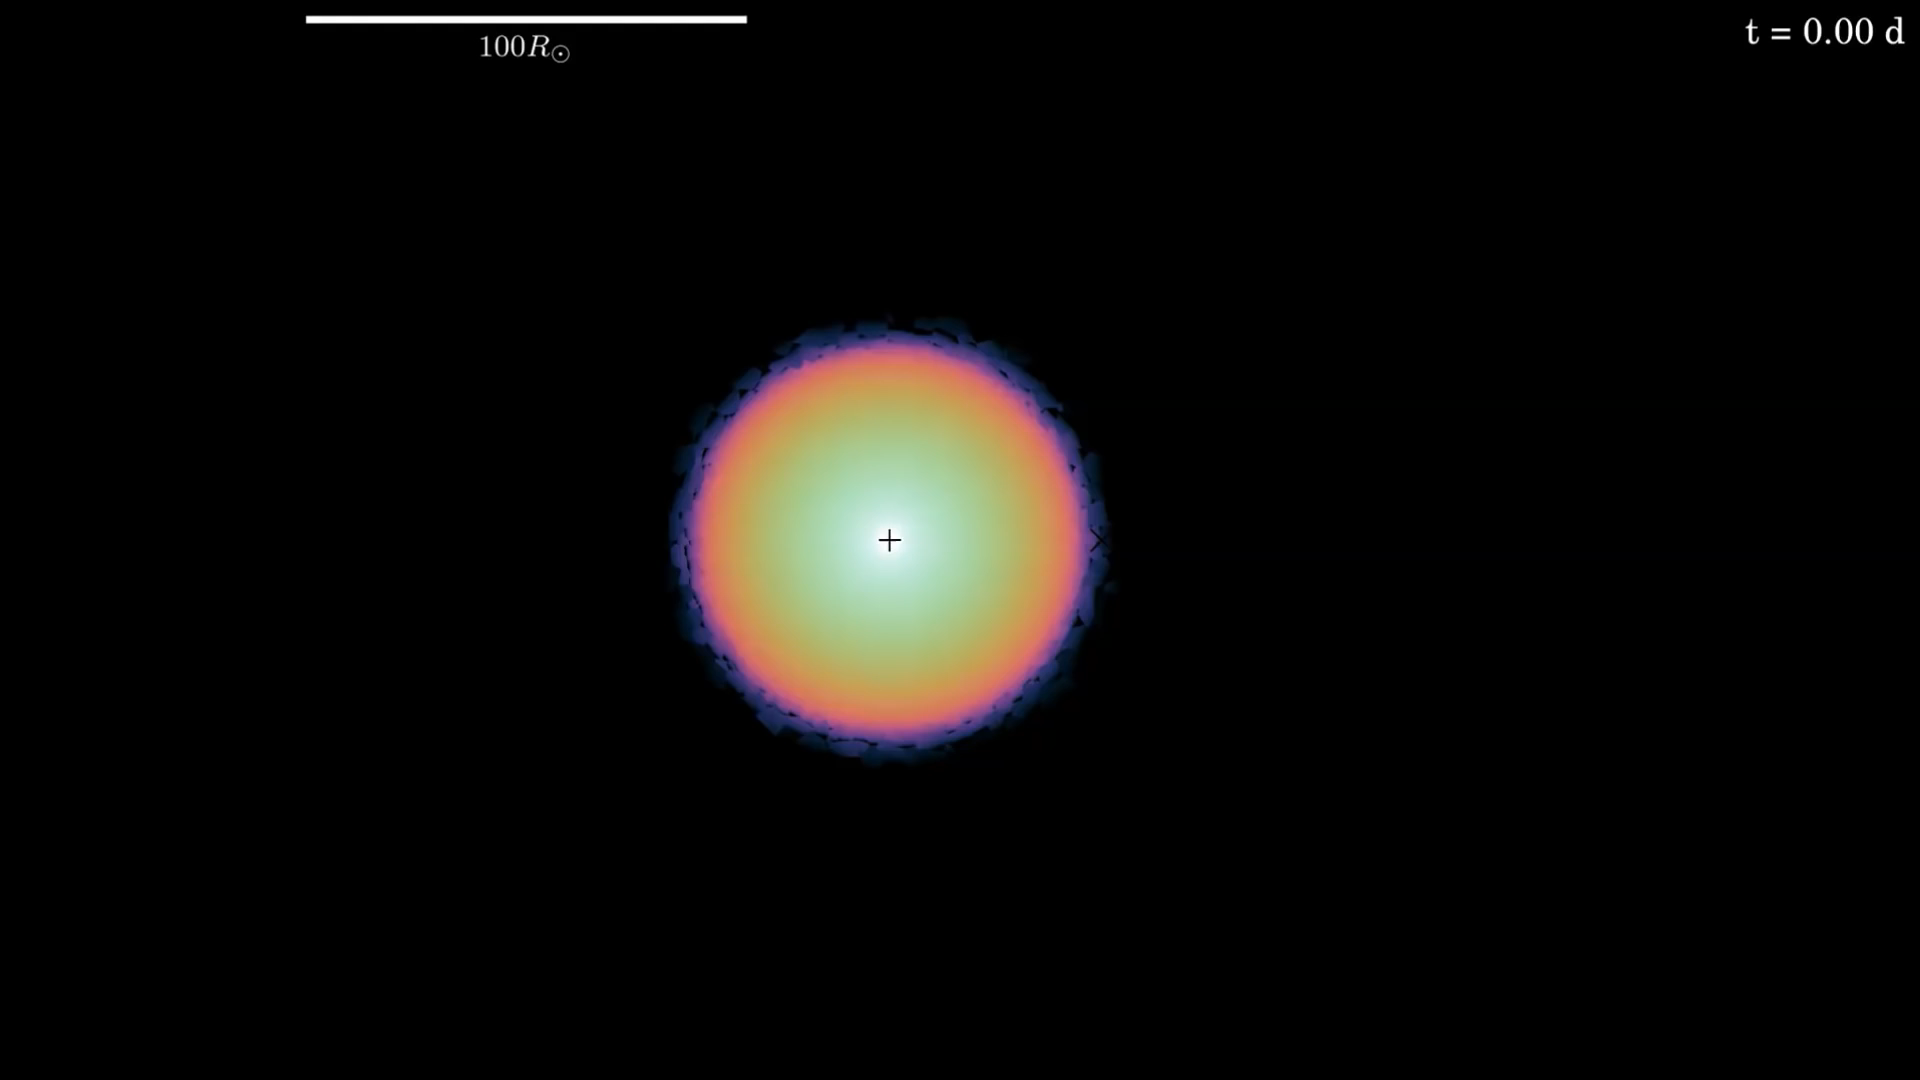 t = 0.00 d
100R☉